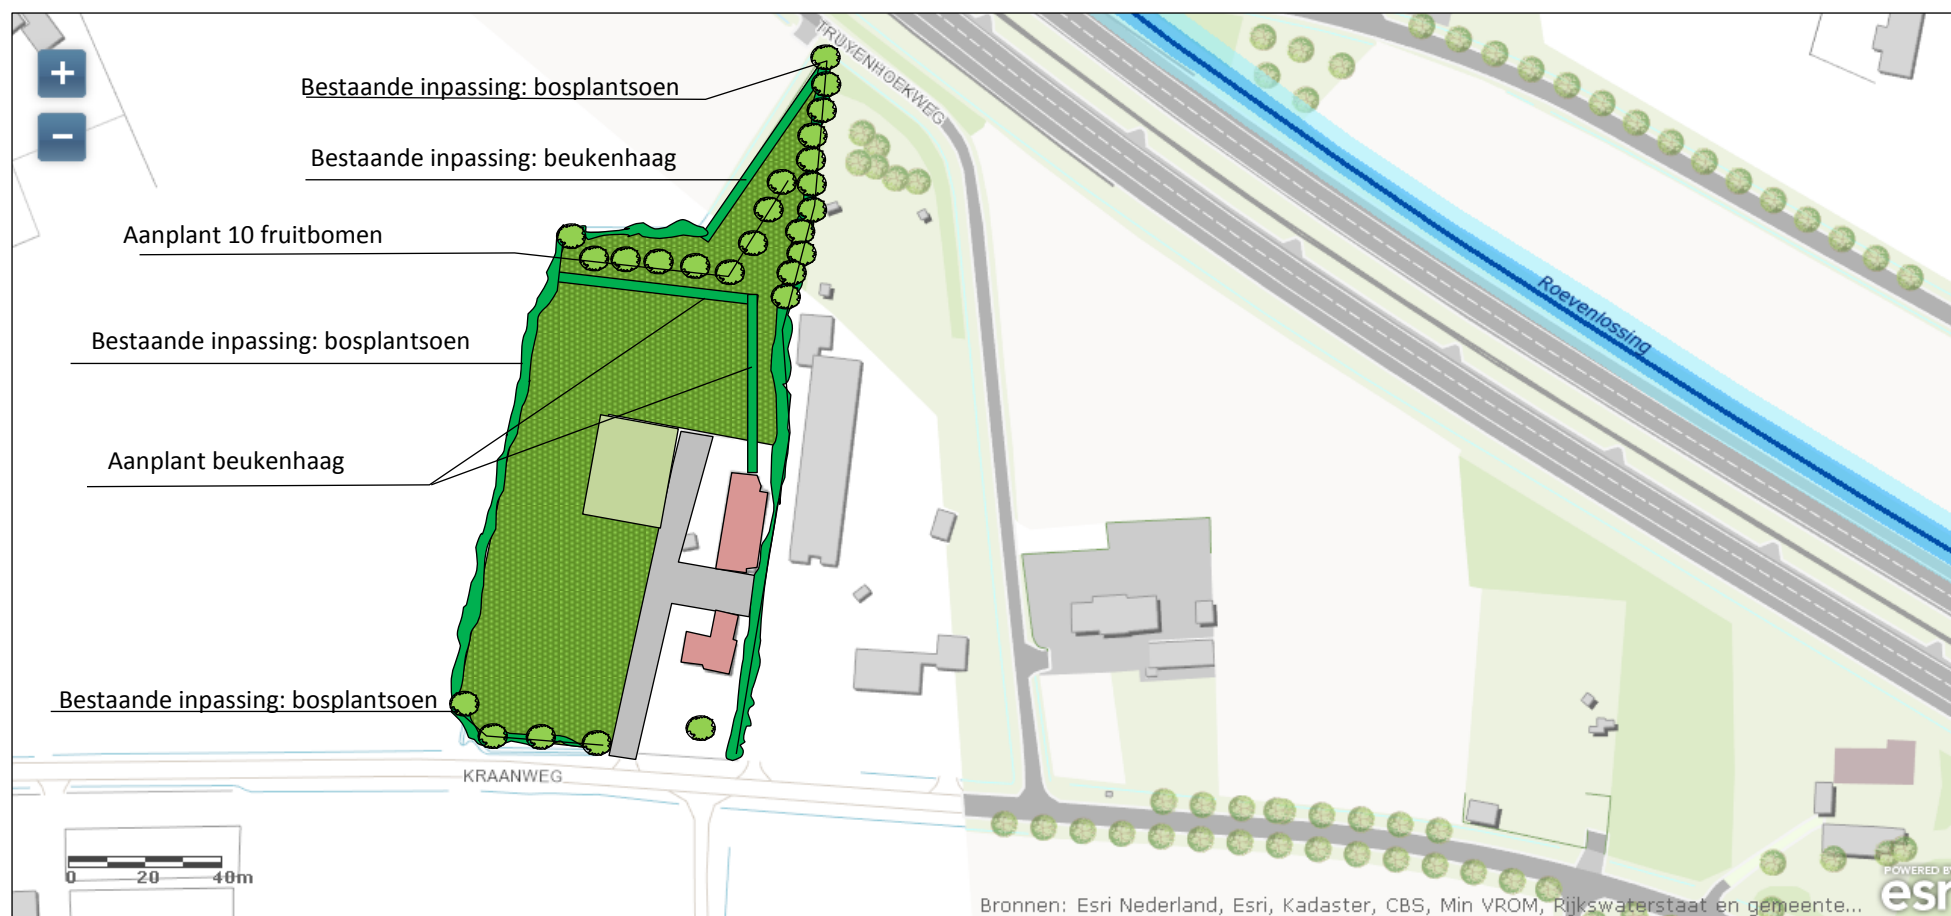 TRUYENHOEKWEG
Bestaande inpassing: bosplantsoen
Bestaande inpassing: beukenhaag
Aanplant 10 fruitbomen
Roevenlossing
Bestaande inpassing: bosplantsoen
Aanplant beukenhaag
Bestaande inpassing: bosplantsoen
KRAANWEG
0 20 40m
POWERED BY
esri
Bronnen: Esri Nederland, Esri, Kadaster, CBS, Min VROM, Rijkswaterstaat en gemeente...